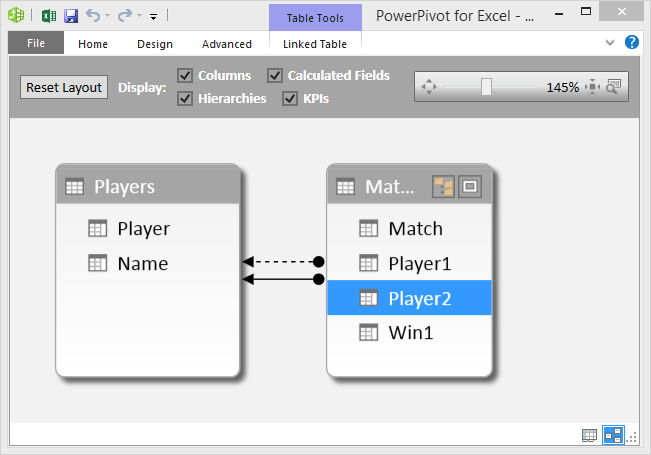 Table Tools
PowerPivot for Excel - ...
File
Home
Design
Advanced
Linked Table
Reset Layout
Display:
Columns
Calculated Fields
Hierarchies
KPIs
145%
Players
Player
Name
Mat...
Match
Player1
Player2
Win1